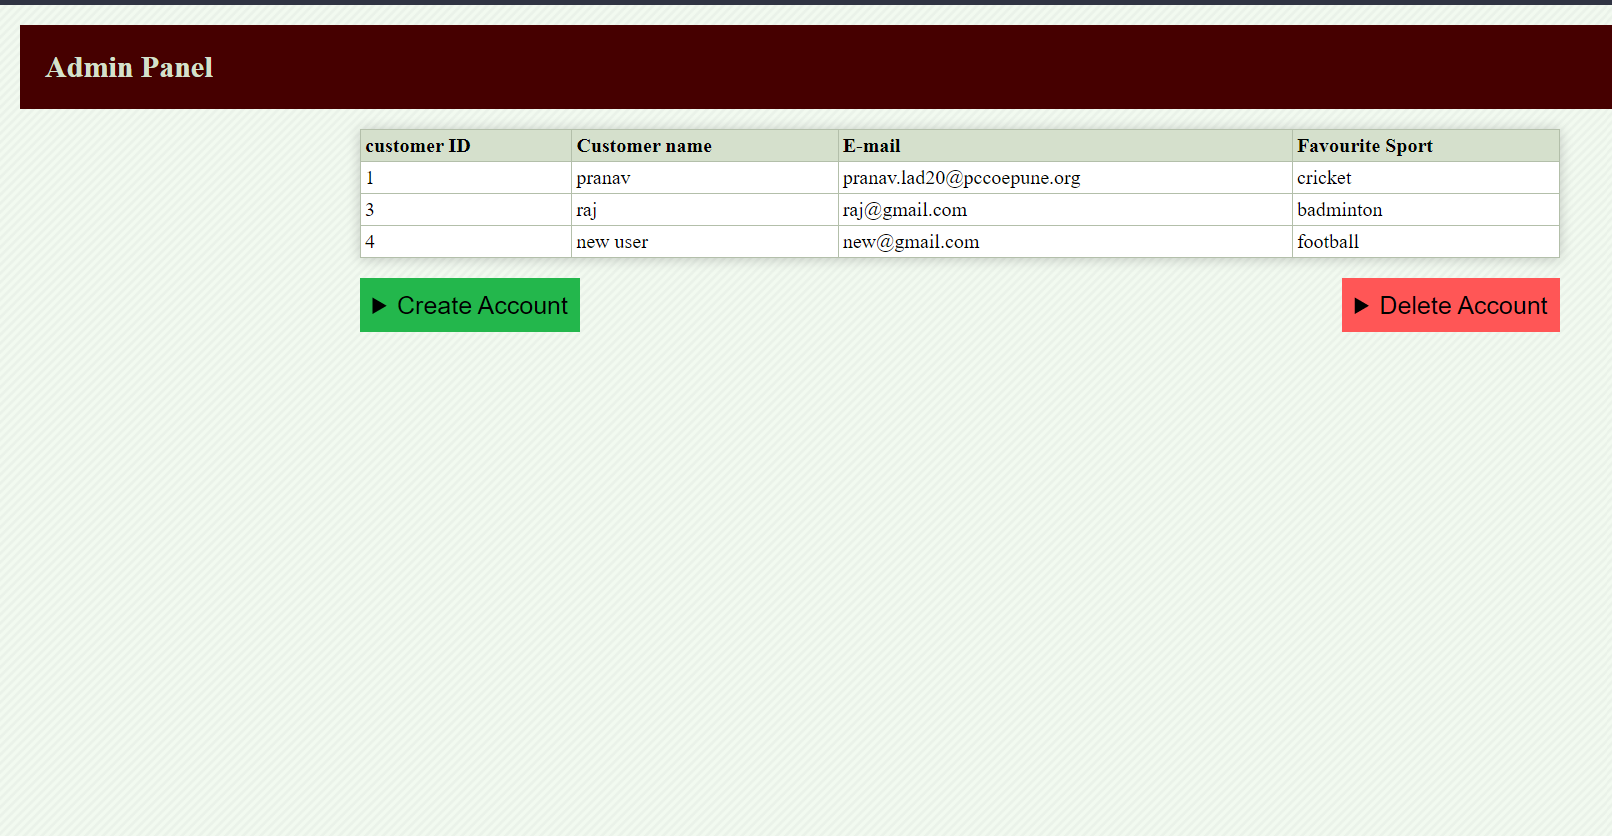 Admin Panel
customer ID Customer name E-mail Favourite Sport
1 pranav pranav.lad20@pccoepune.org cricket
3 raj raj@gmail.com badminton
4 new user new@gmail.com football
Create Account Delete Account